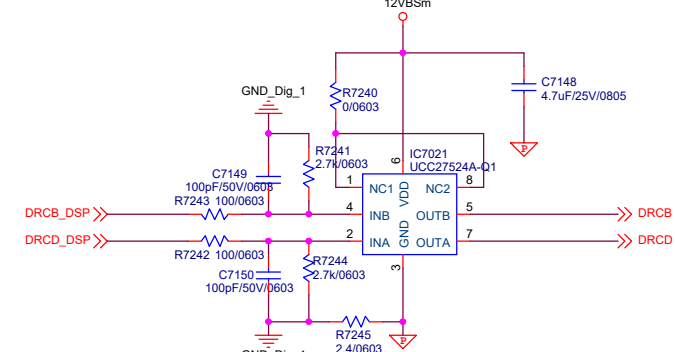 12VBSm
GND_Dig_1
R7240
0/0603
C7148
4.7uF/25V/0805
P
R7241
2.7k/0603
IC7021
UCC27524A-Q1
C7149
100pF/50V/0603
R7243 100/0603
1 NC1 VDD 6 NC2 8
DRCB_DSP 4 INB OUTB 5 DRCB
DRCD_DSP 2 INA GND OUTA 7 DRCD
R7242 100/0603
3
C7150
100pF/50V/0603
R7244
2.7k/0603
R7245
2.4/0603
P
GND_Dig_1